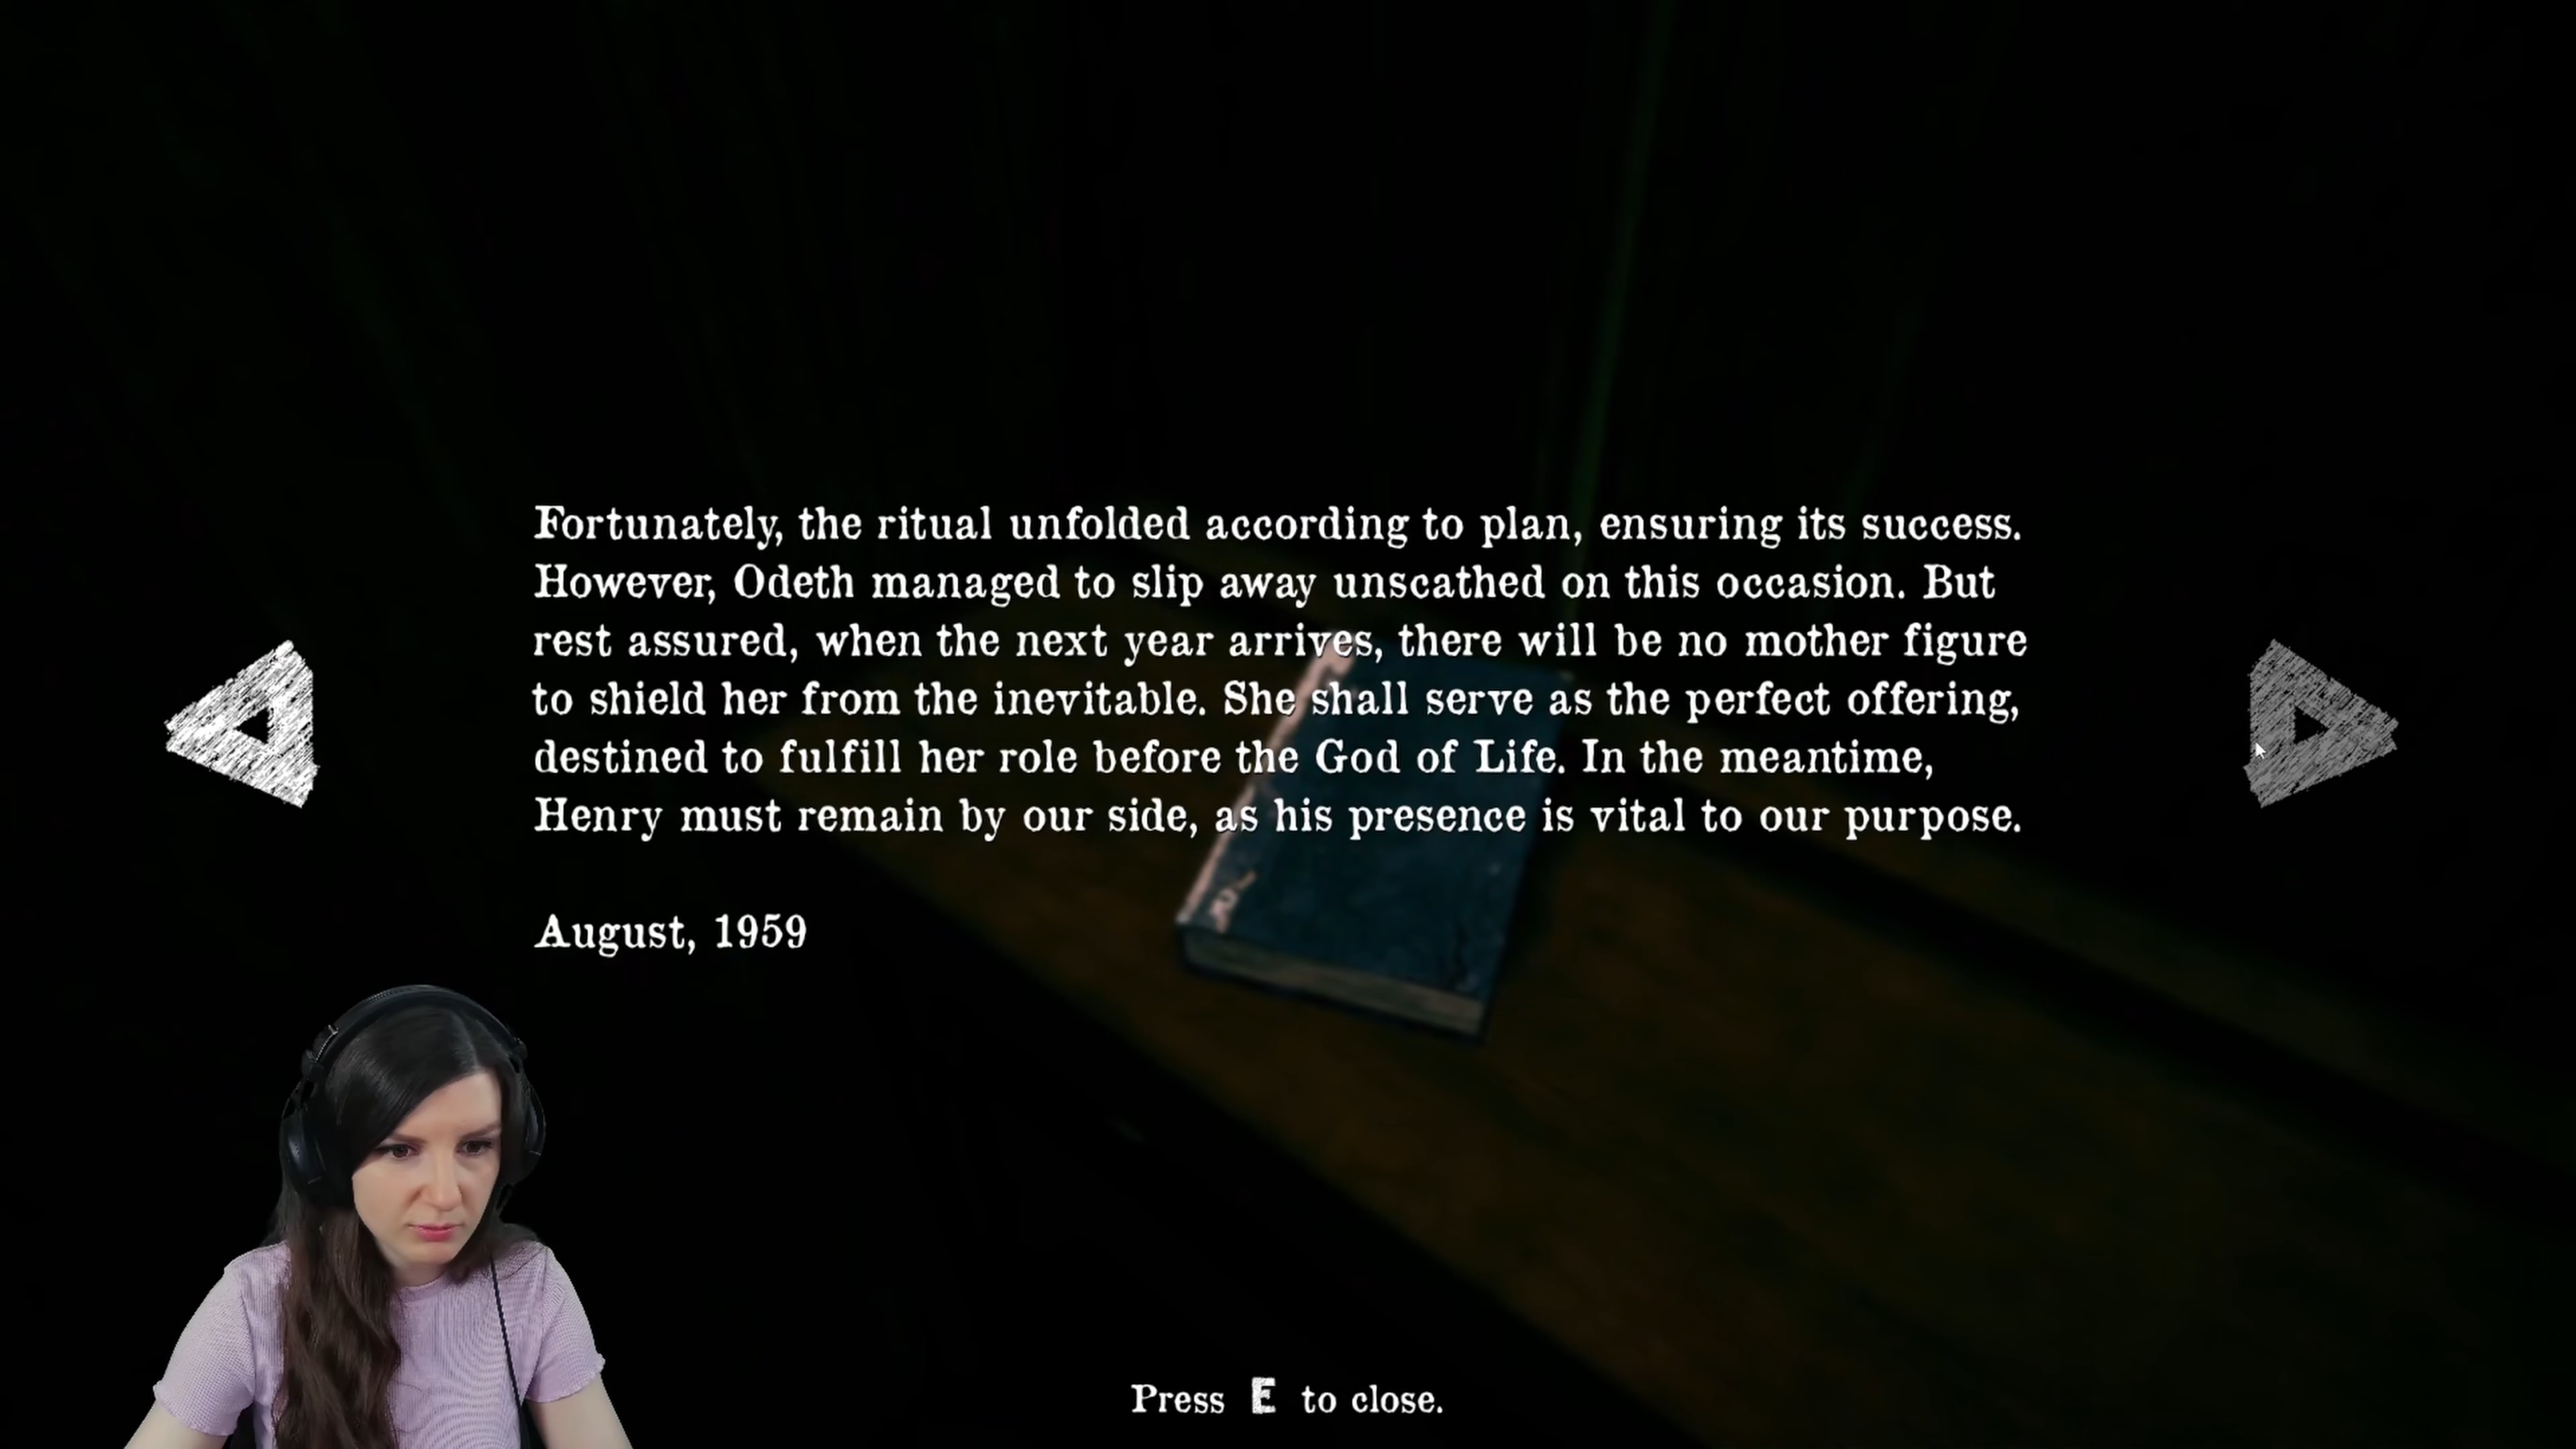 Fortunately, the ritual unfolded according to plan, ensuring its success.
However, Odeth managed to slip away unscathed on this occasion. But
rest assured, when the next year arrives, there will be no mother figure
to shield her from the inevitable. She shall serve as the perfect offering,
destined to fulfill her role before the God of Life. In the meantime,
Henry must remain by our side, as his presence is vital to our purpose.
August, 1959
Press E to close.